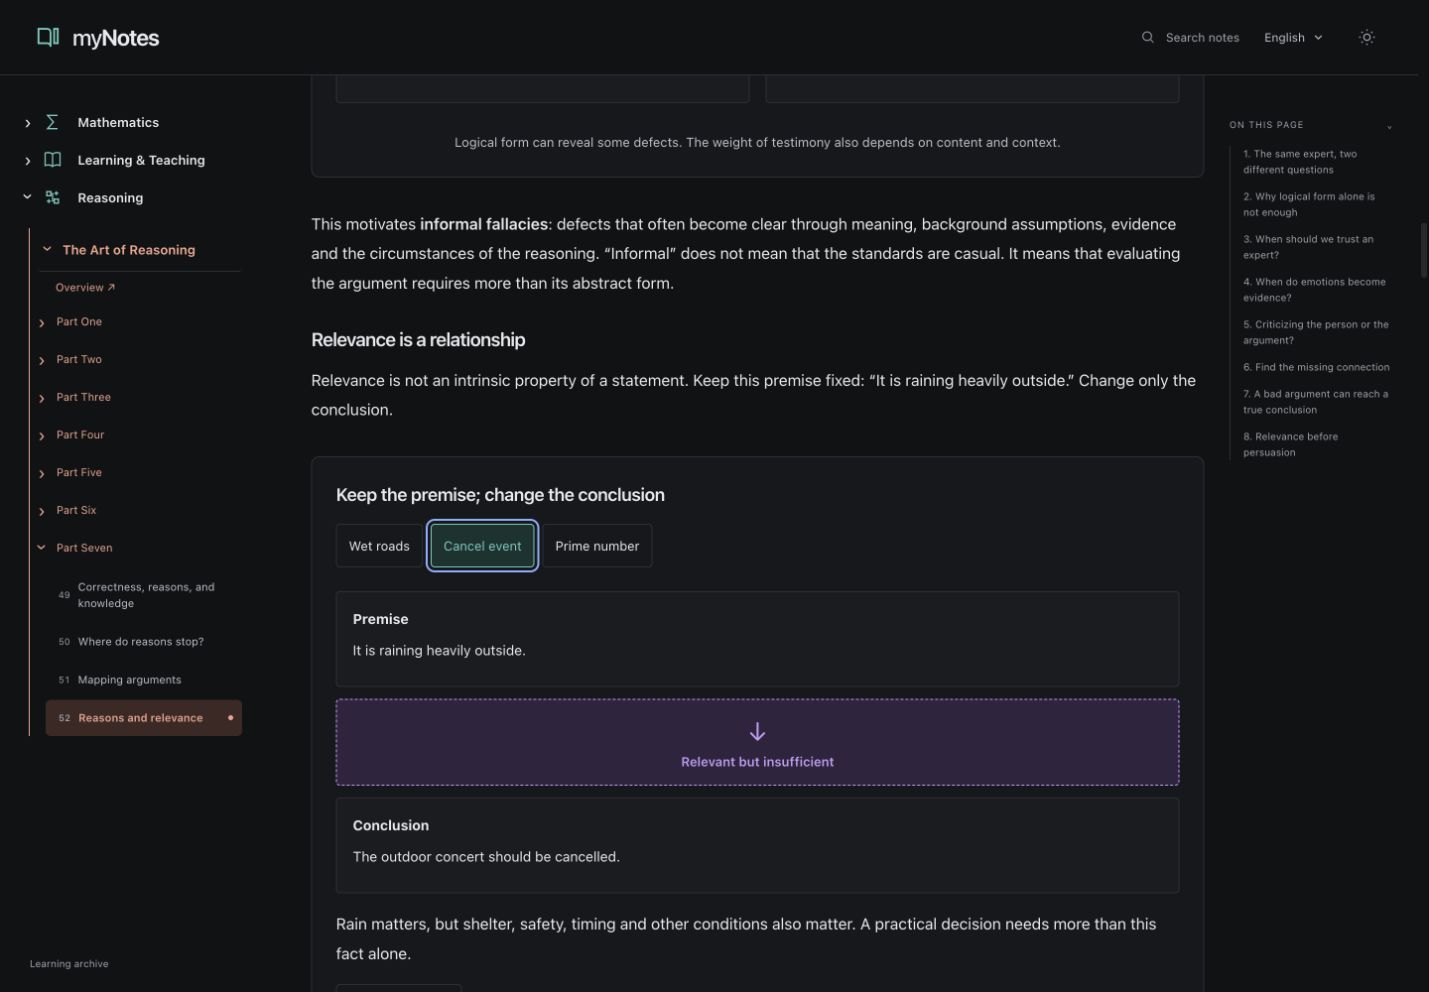 myNotes
Search notes
English
Mathematics
Learning & Teaching
Reasoning
The Art of Reasoning
Overview ↗
Part One
Part Two
Part Three
Part Four
Part Five
Part Six
Part Seven
49 Correctness, reasons, and
knowledge
50 Where do reasons stop?
51 Mapping arguments
52 Reasons and relevance
Learning archive
Logical form can reveal some defects. The weight of testimony also depends on content and context.
This motivates informal fallacies: defects that often become clear through meaning, background assumptions, evidence
and the circumstances of the reasoning. “Informal” does not mean that the standards are casual. It means that evaluating
the argument requires more than its abstract form.
Relevance is a relationship
Relevance is not an intrinsic property of a statement. Keep this premise fixed: “It is raining heavily outside.” Change only the
conclusion.
Keep the premise; change the conclusion
Wet roads
Cancel event
Prime number
Premise
It is raining heavily outside.
↓
Relevant but insufficient
Conclusion
The outdoor concert should be cancelled.
Rain matters, but shelter, safety, timing and other conditions also matter. A practical decision needs more than this
fact alone.
ON THIS PAGE
1. The same expert, two
different questions
2. Why logical form alone is
not enough
3. When should we trust an
expert?
4. When do emotions become
evidence?
5. Criticizing the person or the
argument?
6. Find the missing connection
7. A bad argument can reach a
true conclusion
8. Relevance before
persuasion